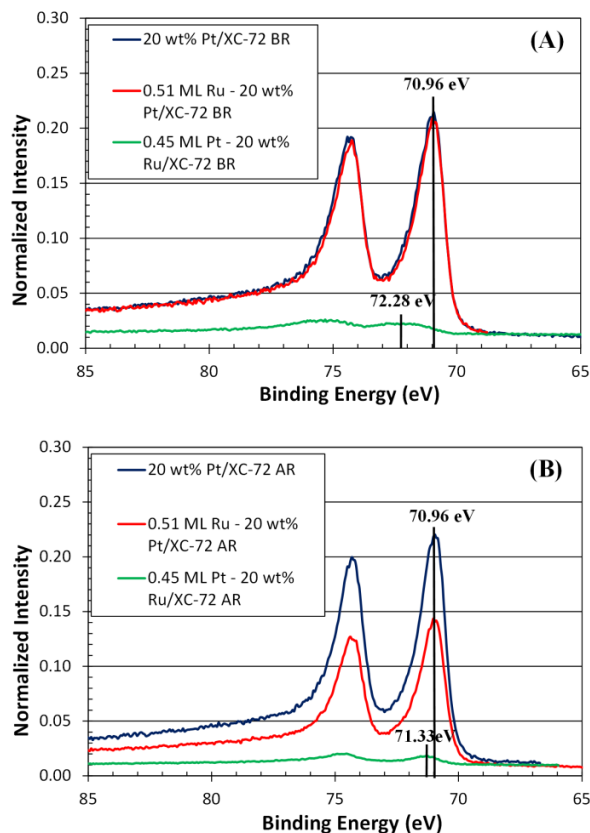 0.30
0.25
0.20
0.15
0.10
0.05
0.00
Normalized Intensity
20 wt% Pt/XC-72 BR
0.51 ML Ru - 20 wt%
Pt/XC-72 BR
0.45 ML Pt - 20 wt%
Ru/XC-72 BR
(A)
70.96 eV
72.28 eV
85
80
75
70
65
Binding Energy (eV)
0.30
0.25
0.20
0.15
0.10
0.05
0.00
Normalized Intensity
20 wt% Pt/XC-72 AR
0.51 ML Ru - 20 wt%
Pt/XC-72 AR
0.45 ML Pt - 20 wt%
Ru/XC-72 AR
(B)
70.96 eV
71.33eV
85
80
75
70
65
Binding Energy (eV)